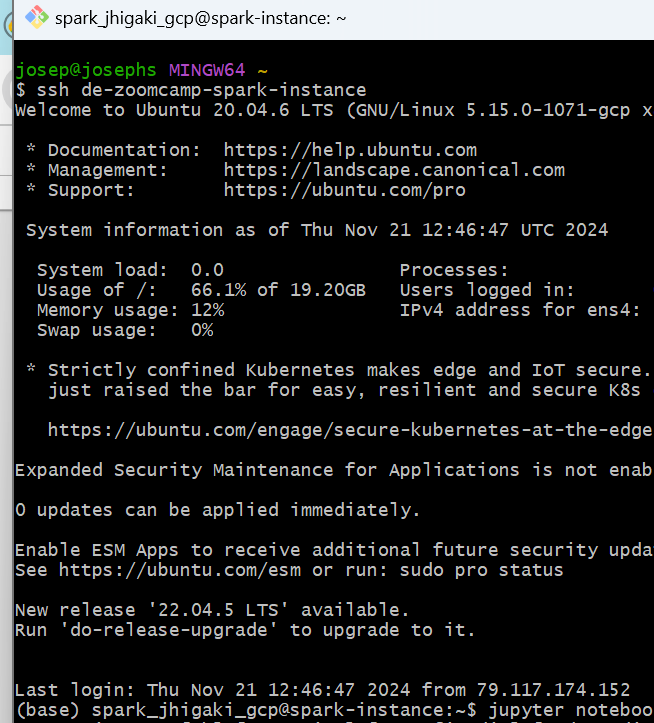 spark_jhigaki_gcp@spark-instance: ~
josep@josephs MINGW64 ~
$ ssh de-zoomcamp-spark-instance
Welcome to Ubuntu 20.04.6 LTS (GNU/Linux 5.15.0-1071-gcp x
* Documentation: https://help.ubuntu.com
* Management: https://landscape.canonical.com
* Support: https://ubuntu.com/pro
System information as of Thu Nov 21 12:46:47 UTC 2024
System load: 0.0 Processes:
Usage of /: 66.1% of 19.20GB Users logged in:
Memory usage: 12% IPv4 address for ens4:
Swap usage: 0%
* Strictly confined Kubernetes makes edge and IoT secure.
just raised the bar for easy, resilient and secure K8s
https://ubuntu.com/engage/secure-kubernetes-at-the-edge
Expanded Security Maintenance for Applications is not enab
0 updates can be applied immediately.
Enable ESM Apps to receive additional future security upda
See https://ubuntu.com/esm or run: sudo pro status
New release '22.04.5 LTS' available.
Run 'do-release-upgrade' to upgrade to it.
Last login: Thu Nov 21 12:46:47 2024 from 79.117.174.152
(base) spark_jhigaki_gcp@spark-instance:~$ jupyter noteboo